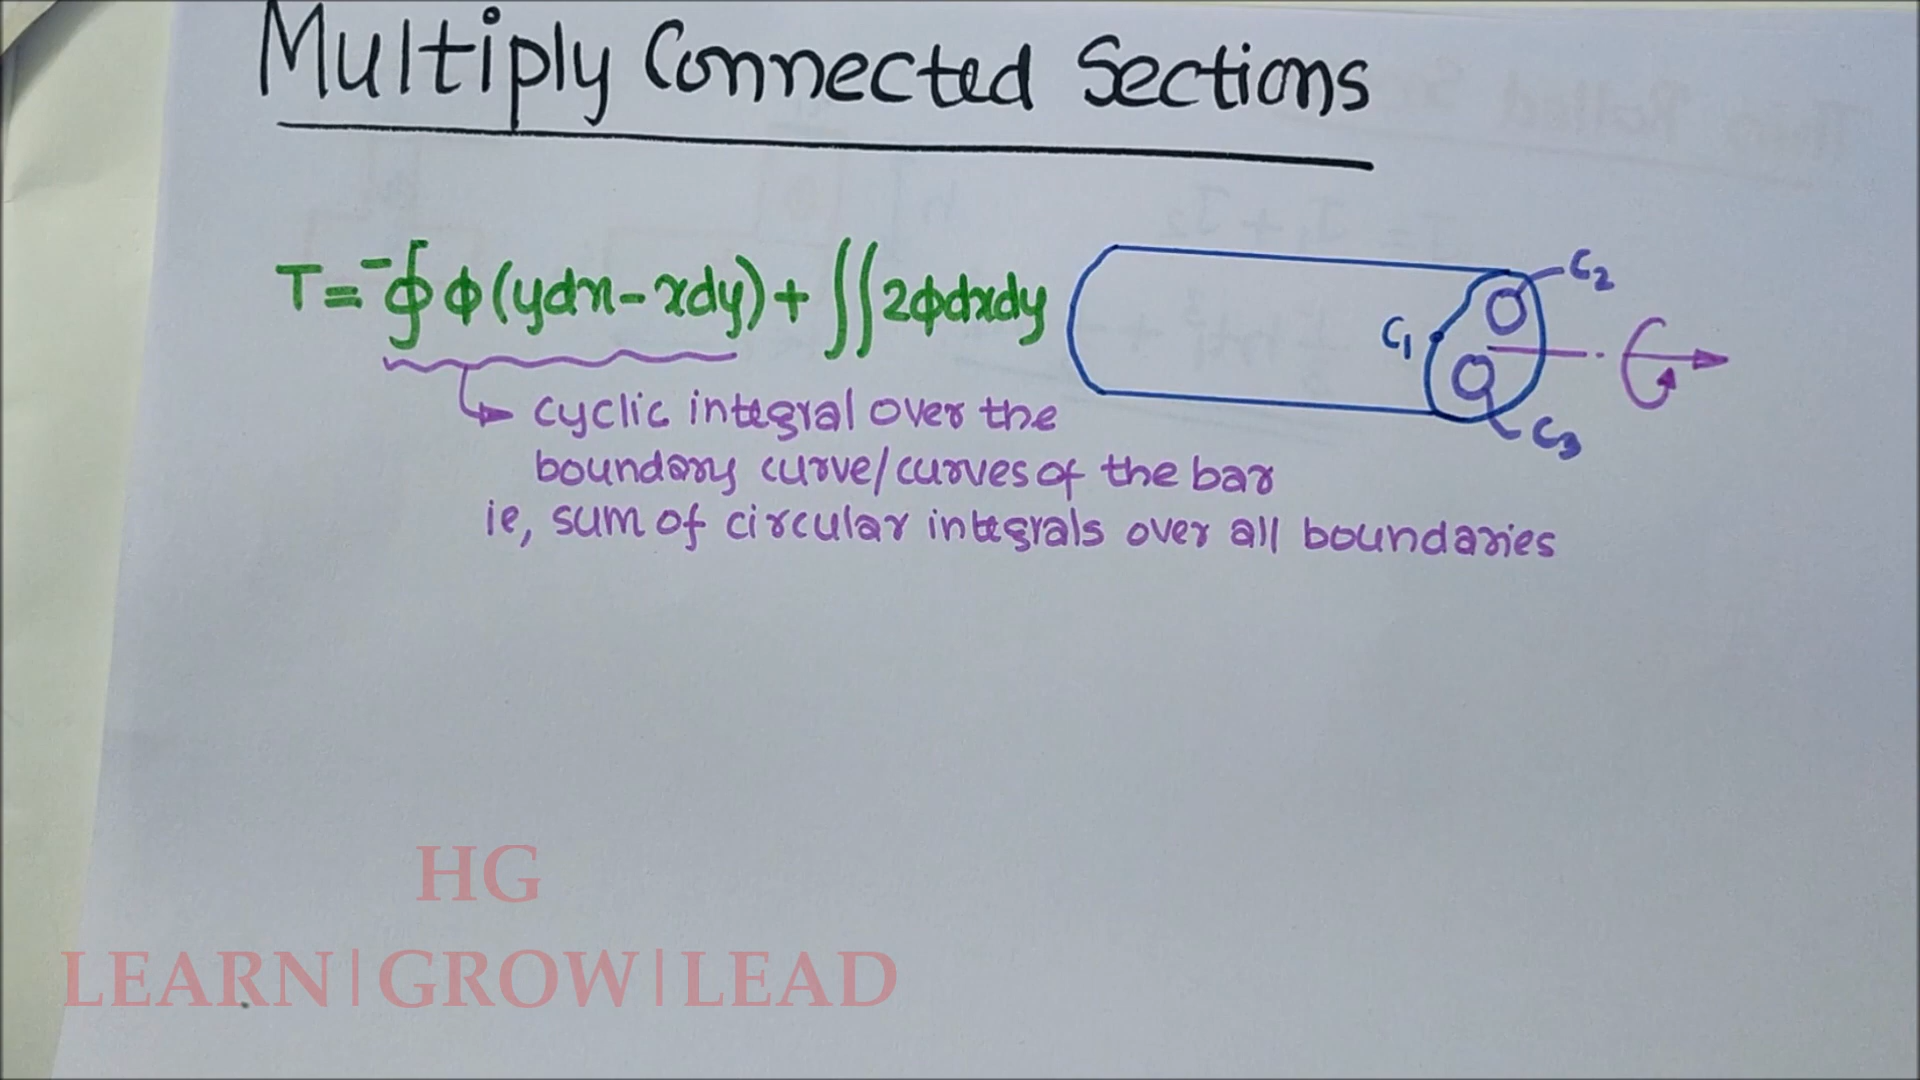 Multiply Connected Sections
T = -∮ϕ(ydx-xdy)+∬2ϕdxdy
C2
C1
C3
cyclic integral over the
boundary curve/curves of the bar
ie, sum of circular integrals over all boundaries
HG
LEARN|GROW|LEAD